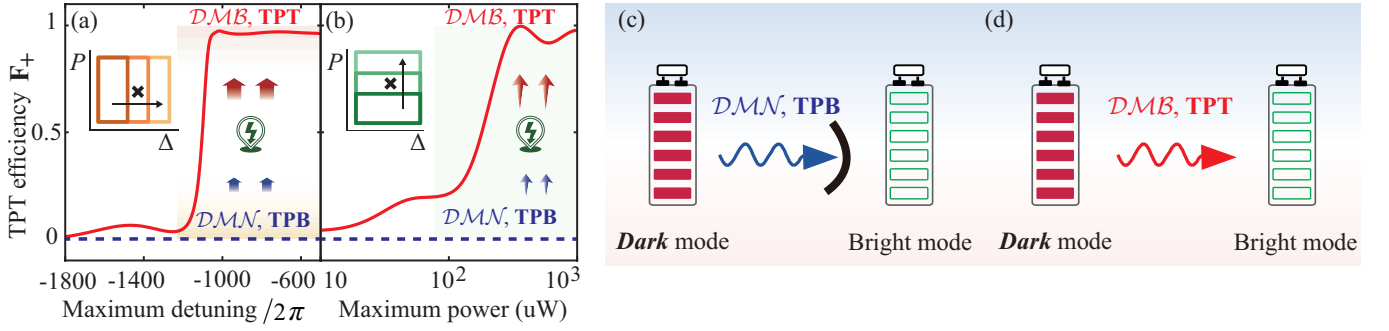 (a)
DMB, TPT
(b)
DMB, TPT
(c)
(d)
TPT efficiency F+
1
0.5
0
P
Δ
P
Δ
DMN, TPB
DMN, TPB
-1800
-1400
-1000
-600
10
10²
10³
Maximum detuning /2π
Maximum power (uW)
DMN, TPB
DMB, TPT
Dark mode
Bright mode
Dark mode
Bright mode